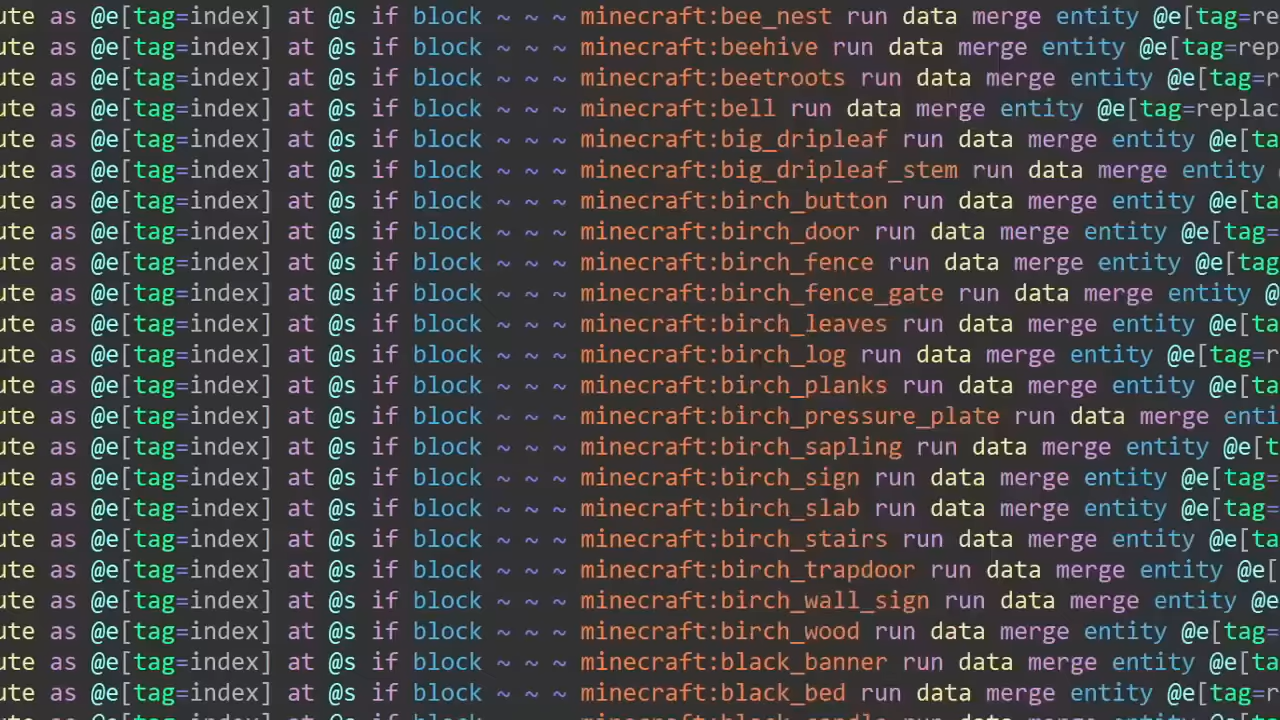 ute as @e[tag=index] at @s if block ~ ~ ~ minecraft:bee_nest run data merge entity @e[tag=re
ute as @e[tag=index] at @s if block ~ ~ ~ minecraft:beehive run data merge entity @e[tag=rep
ute as @e[tag=index] at @s if block ~ ~ ~ minecraft:beetroots run data merge entity @e[tag=r
ute as @e[tag=index] at @s if block ~ ~ ~ minecraft:bell run data merge entity @e[tag=replac
ute as @e[tag=index] at @s if block ~ ~ ~ minecraft:big_dripleaf run data merge entity @e[ta
ute as @e[tag=index] at @s if block ~ ~ ~ minecraft:big_dripleaf_stem run data merge entity
ute as @e[tag=index] at @s if block ~ ~ ~ minecraft:birch_button run data merge entity @e[ta
ute as @e[tag=index] at @s if block ~ ~ ~ minecraft:birch_door run data merge entity @e[tag=
ute as @e[tag=index] at @s if block ~ ~ ~ minecraft:birch_fence run data merge entity @e[tag
ute as @e[tag=index] at @s if block ~ ~ ~ minecraft:birch_fence_gate run data merge entity @
ute as @e[tag=index] at @s if block ~ ~ ~ minecraft:birch_leaves run data merge entity @e[ta
ute as @e[tag=index] at @s if block ~ ~ ~ minecraft:birch_log run data merge entity @e[tag=r
ute as @e[tag=index] at @s if block ~ ~ ~ minecraft:birch_planks run data merge entity @e[ta
ute as @e[tag=index] at @s if block ~ ~ ~ minecraft:birch_pressure_plate run data merge enti
ute as @e[tag=index] at @s if block ~ ~ ~ minecraft:birch_sapling run data merge entity @e[t
ute as @e[tag=index] at @s if block ~ ~ ~ minecraft:birch_sign run data merge entity @e[tag=
ute as @e[tag=index] at @s if block ~ ~ ~ minecraft:birch_slab run data merge entity @e[tag=
ute as @e[tag=index] at @s if block ~ ~ ~ minecraft:birch_stairs run data merge entity @e[ta
ute as @e[tag=index] at @s if block ~ ~ ~ minecraft:birch_trapdoor run data merge entity @e[
ute as @e[tag=index] at @s if block ~ ~ ~ minecraft:birch_wall_sign run data merge entity @e
ute as @e[tag=index] at @s if block ~ ~ ~ minecraft:birch_wood run data merge entity @e[tag=
ute as @e[tag=index] at @s if block ~ ~ ~ minecraft:black_banner run data merge entity @e[ta
ute as @e[tag=index] at @s if block ~ ~ ~ minecraft:black_bed run data merge entity @e[tag=r